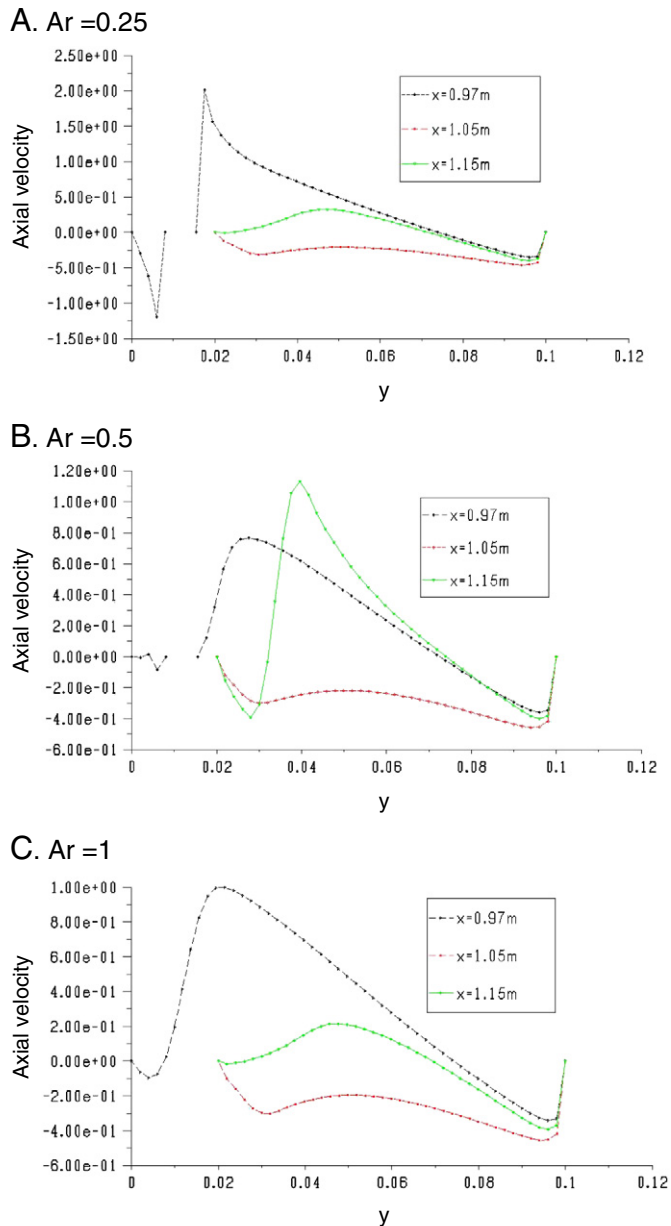 A. Ar =0.25
2.50e+00
2.00e+00
1.50e+00
1.00e+00
5.00e-01
0.00e+00
-5.00e-01
-1.00e+00
-1.50e+00
Axial velocity
x=0.97m
x=1.05m
x=1.15m
0 0.02 0.04 0.06 0.08 0.1 0.12
y
B. Ar =0.5
1.20e+00
8.00e-01
6.00e-01
4.00e-01
2.00e-01
0.00e+00
-2.00e-01
-4.00e-01
-6.00e-01
Axial velocity
x=0.97m
x=1.05m
x=1.15m
0 0.02 0.04 0.06 0.08 0.1 0.12
y
C. Ar =1
1.00e+00
8.00e-01
6.00e-01
4.00e-01
2.00e-01
0.00e+00
-2.00e-01
-4.00e-01
-6.00e-01
Axial velocity
x=0.97m
x=1.05m
x=1.15m
0 0.02 0.04 0.06 0.08 0.1 0.12
y